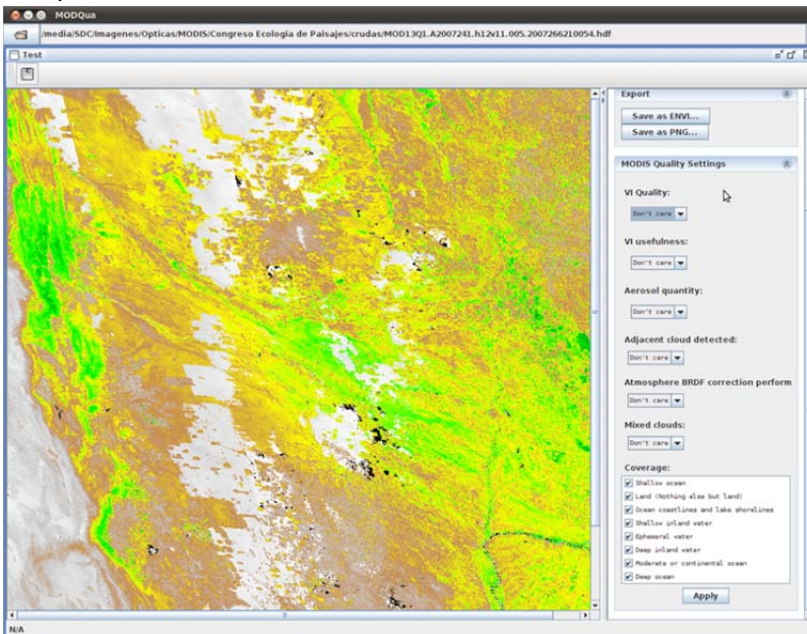 MODQua
/media/SDC/Imagenes/Opticas/MODIS/Congreso Ecologia de Paisajes/crudas/MOD13Q1.A2007241.h12v11.005.2007266210054.hdf
Test
Export
Save as ENVI...
Save as PNG...
MODIS Quality Settings
VI Quality:
Don't care
VI usefulness:
Don't care
Aerosol quantity:
Don't care
Adjacent cloud detected:
Don't care
Atmosphere BRDF correction perform
Don't care
Mixed clouds:
Don't care
Coverage:
Shallow ocean
Land (Nothing else but land)
Ocean coastlines and lake shorelines
Shallow inland water
Ephemeral water
Deep inland water
Moderate or continental ocean
Deep ocean
Apply
N/A